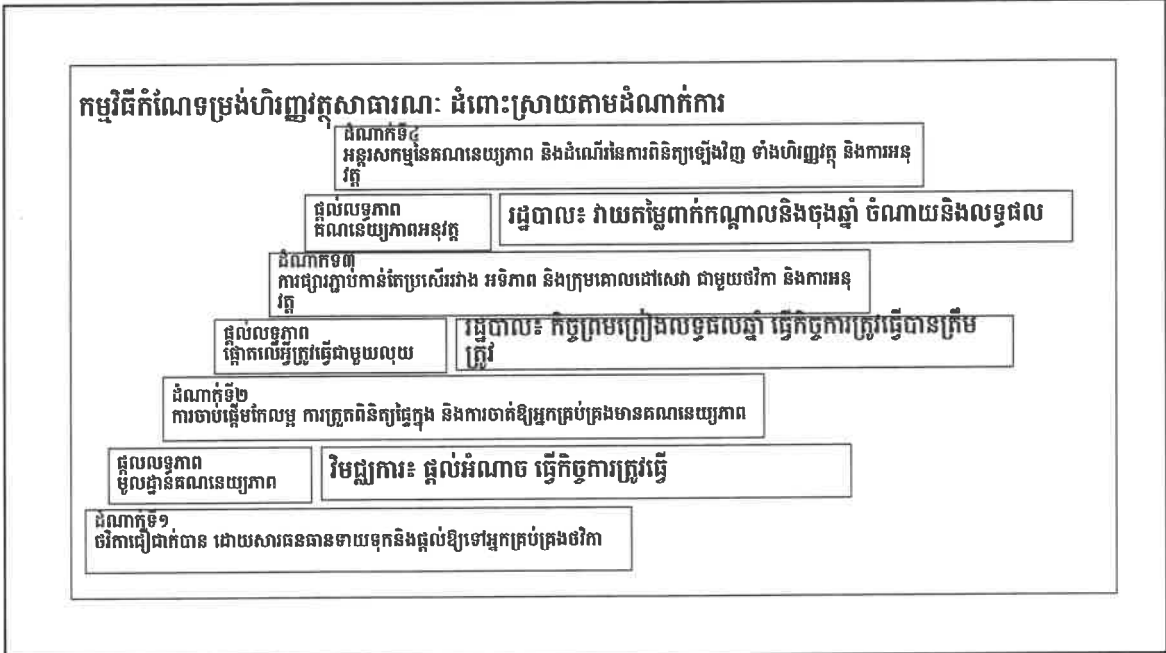 កម្មវិធីកំណែទម្រង់ហិរញ្ញវត្ថុសាធារណៈ ដំពោះស្រាយតាមដំណាក់ការ
ដំណាក់ទី៤
អន្តរសកម្មនៃគណនេយ្យភាព និងដំណើរនៃការពិនិត្យឡើងវិញ ទាំងហិរញ្ញវត្ថុ និងការអនុ
វត្ត
ផ្តល់លទ្ធភាព
គណនេយ្យភាពអនុវត្ត
រដ្ឋបាល៖ វាយតម្លៃពាក់កណ្តាលនិងចុងឆ្នាំ ចំណាយនិងលទ្ធផល
ដំណាក់ទី៣
ការផ្សារភ្ជាប់កាន់តែប្រសើររវាង អទិភាព និងក្រុមគោលដៅសេវា ជាមួយថវិកា និងការអនុ
វត្ត
ផ្តល់លទ្ធភាព
ផ្តោតលើអ្វីត្រូវធ្វើជាមួយលុយ
រដ្ឋបាល៖ កិច្ចព្រមព្រៀងលទ្ធផលឆ្នាំ ធ្វើកិច្ចការត្រូវធ្វើបានត្រឹម
ត្រូវ
ដំណាក់ទី២
ការចាប់ផ្តើមកែលម្អ ការត្រួតពិនិត្យផ្ទៃក្នុង និងការចាត់ឱ្យអ្នកគ្រប់គ្រងមានគណនេយ្យភាព
ផ្តលលទ្ធភាព
មូលដ្ឋានគណនេយ្យភាព
វិមជ្ឈការ៖ ផ្តល់អំណាច ធ្វើកិច្ចការត្រូវធ្វើ
ដំណាក់ទី១
ថវិកាជឿជាក់បាន ដោយសារធនធានទាយទុកនិងផ្តល់ឱ្យទៅអ្នកគ្រប់គ្រងថវិកា